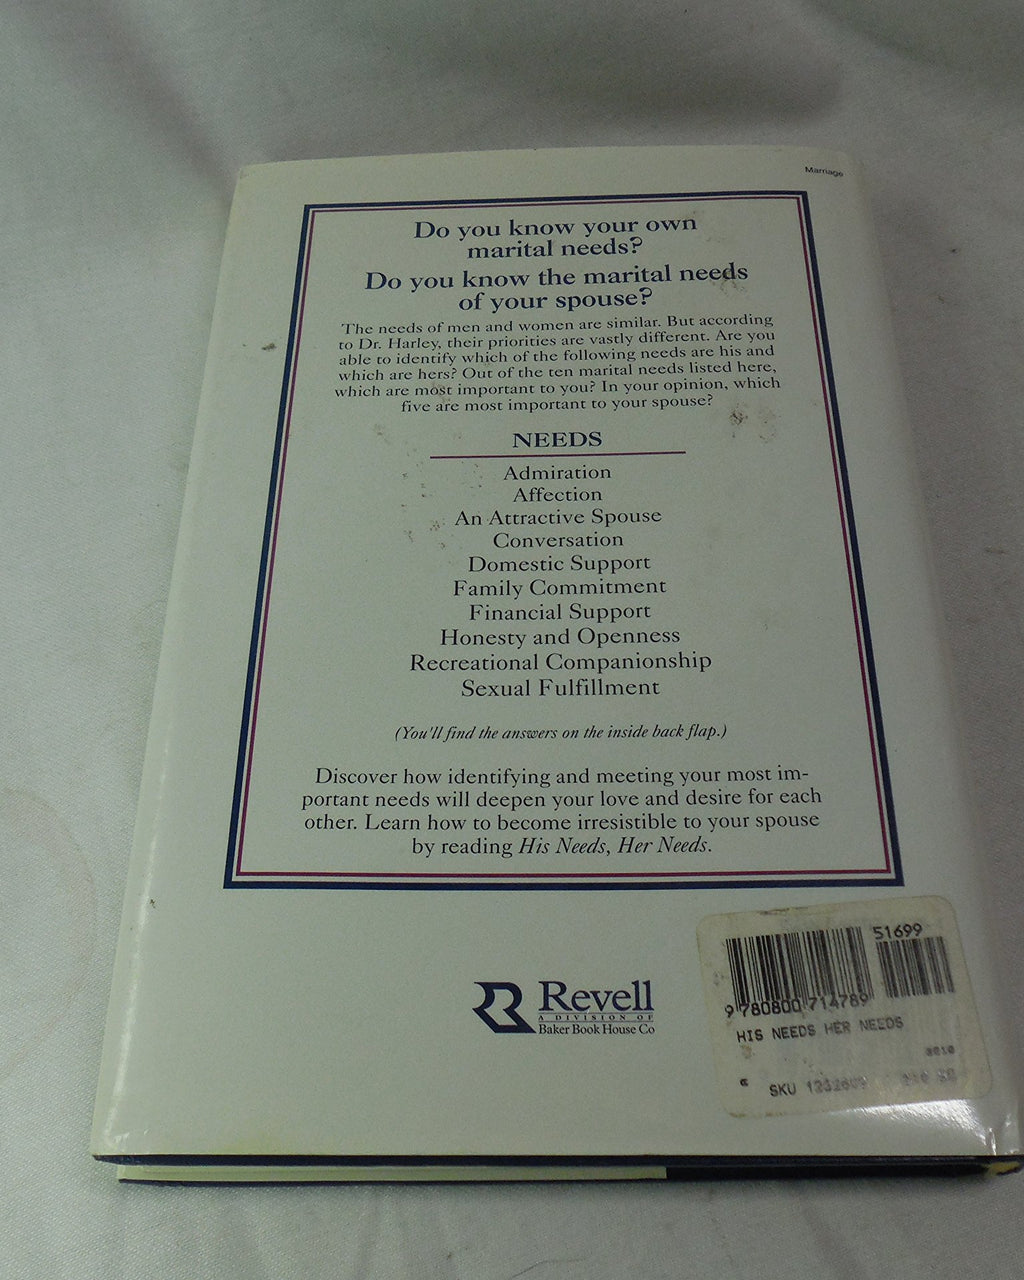 Marriage
Do you know your own
marital needs?
Do you know the marital needs
of your spouse?
The needs of men and women are similar. But according
to Dr. Harley, their priorities are vastly different. Are you
able to identify which of the following needs are his and
which are hers? Out of the ten marital needs listed here,
which are most important to you? In your opinion, which
five are most important to your spouse?
NEEDS
Admiration
Affection
An Attractive Spouse
Conversation
Domestic Support
Family Commitment
Financial Support
Honesty and Openness
Recreational Companionship
Sexual Fulfillment
(You'll find the answers on the inside back flap.)
Discover how identifying and meeting your most im-
portant needs will deepen your love and desire for each
other. Learn how to become irresistible to your spouse
by reading His Needs, Her Needs.
51699
9 780800 714789
HIS NEEDS HER NEEDS
SKU
R Revell
A DIVISION OF
Baker Book House Co